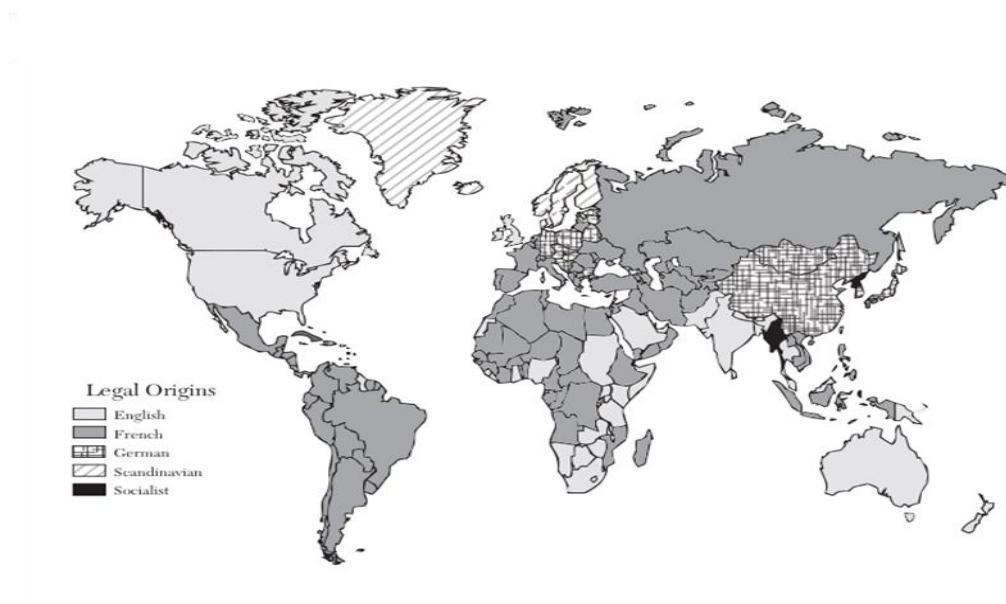 Legal Origins
English
French
German
Scandinavian
Socialist